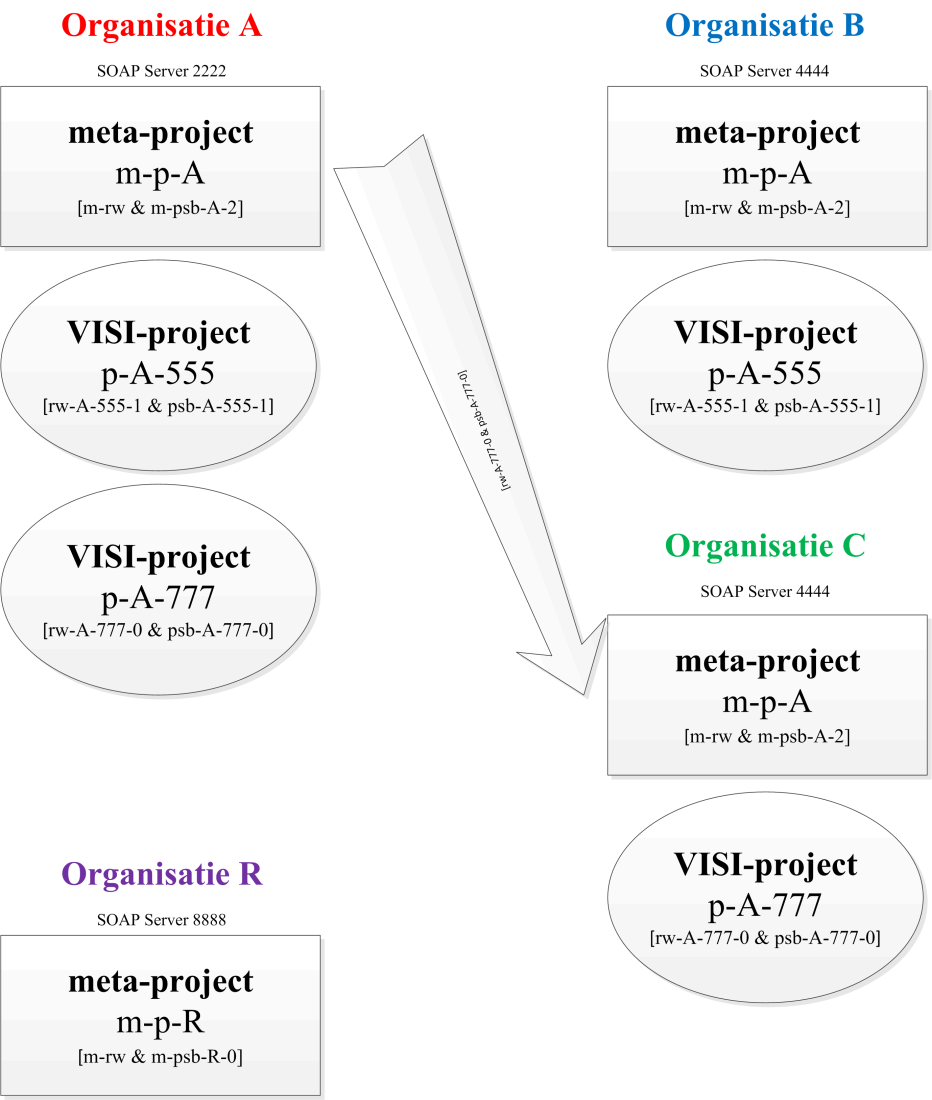 Organisatie A
SOAP Server 2222
meta-project
m-p-A
[m-rw & m-psb-A-2]
VISI-project
p-A-555
[rw-A-555-1 & psb-A-555-1]
VISI-project
p-A-777
[rw-A-777-0 & psb-A-777-0]
[rw-A-777-0 & psb-A-777-0]
Organisatie B
SOAP Server 4444
meta-project
m-p-A
[m-rw & m-psb-A-2]
VISI-project
p-A-555
[rw-A-555-1 & psb-A-555-1]
Organisatie C
SOAP Server 4444
meta-project
m-p-A
[m-rw & m-psb-A-2]
VISI-project
p-A-777
[rw-A-777-0 & psb-A-777-0]
Organisatie R
SOAP Server 8888
meta-project
m-p-R
[m-rw & m-psb-R-0]